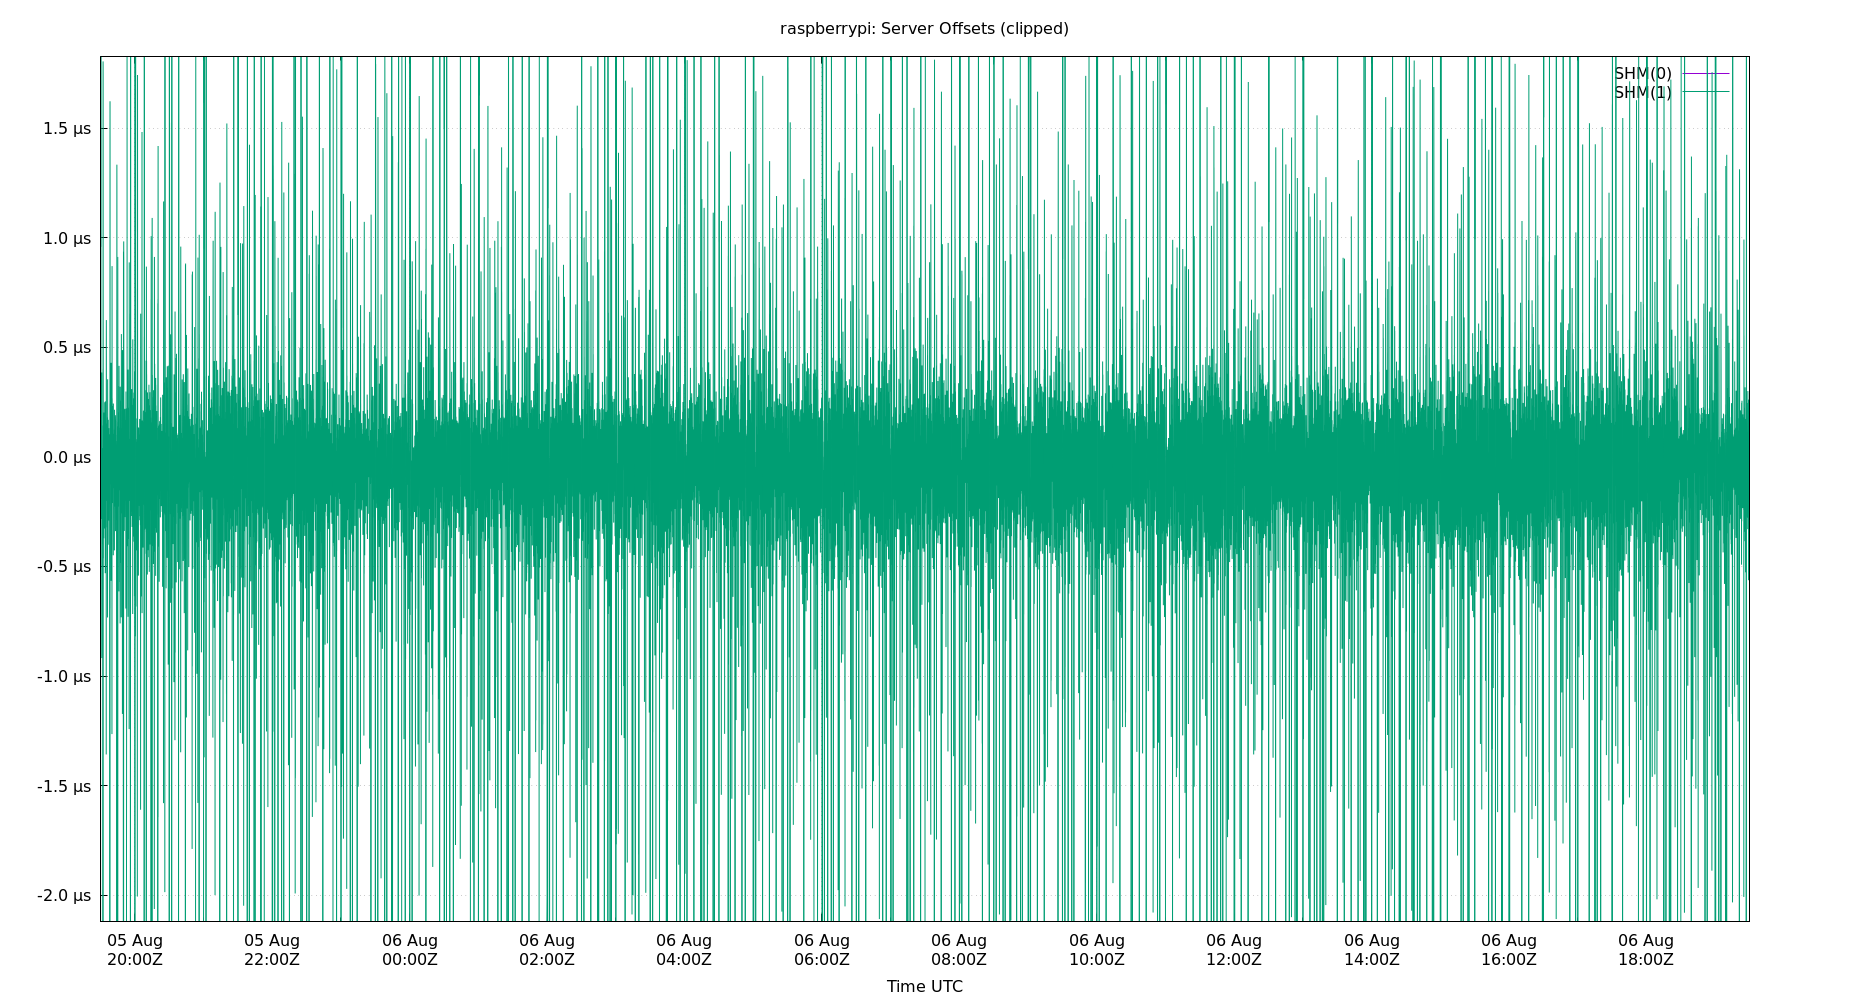 raspberrypi: Server Offsets (clipped)
SHM(0)
SHM(1)
1.5 µs
1.0 µs
0.5 µs
0.0 µs
-0.5 µs
-1.0 µs
-1.5 µs
-2.0 µs
05 Aug 05 Aug 06 Aug 06 Aug 06 Aug 06 Aug 06 Aug 06 Aug 06 Aug 06 Aug 06 Aug 06 Aug
20:00Z 22:00Z 00:00Z 02:00Z 04:00Z 06:00Z 08:00Z 10:00Z 12:00Z 14:00Z 16:00Z 18:00Z
Time UTC